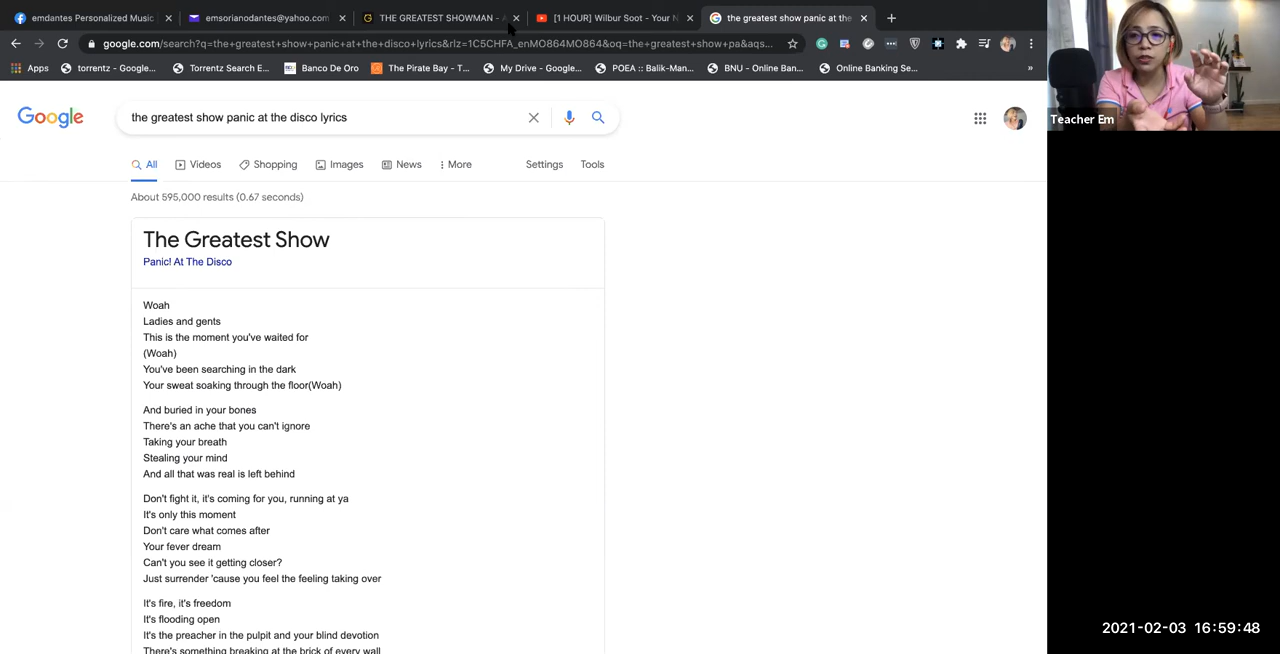 emdantes Personalized Music
emsorianodantes@yahoo.com
THE GREATEST SHOWMAN - A
[1 HOUR] Wilbur Soot - Your N
the greatest show panic at the
google.com/search?q=the+greatest+show+panic+at+the+disco+lyrics&rlz=1C5CHFA_enMO864MO864&oq=the+greatest+show+pa&aqs...
Apps
torrentz - Google...
Torrentz Search E...
Banco De Oro
The Pirate Bay - T...
My Drive - Google...
POEA :: Balik-Man...
BNU - Online Ban...
Online Banking Se...
»
Teacher Em
Google
the greatest show panic at the disco lyrics
All
Videos
Shopping
Images
News
More
Settings
Tools
About 595,000 results (0.67 seconds)
The Greatest Show
Panic! At The Disco
Woah
Ladies and gents
This is the moment you've waited for
(Woah)
You've been searching in the dark
Your sweat soaking through the floor(Woah)
And buried in your bones
There's an ache that you can't ignore
Taking your breath
Stealing your mind
And all that was real is left behind
Don't fight it, it's coming for you, running at ya
It's only this moment
Don't care what comes after
Your fever dream
Can't you see it getting closer?
Just surrender 'cause you feel the feeling taking over
It's fire, it's freedom
It's flooding open
It's the preacher in the pulpit and your blind devotion
There's something breaking at the brick of every wall
2021-02-03 16:59:48